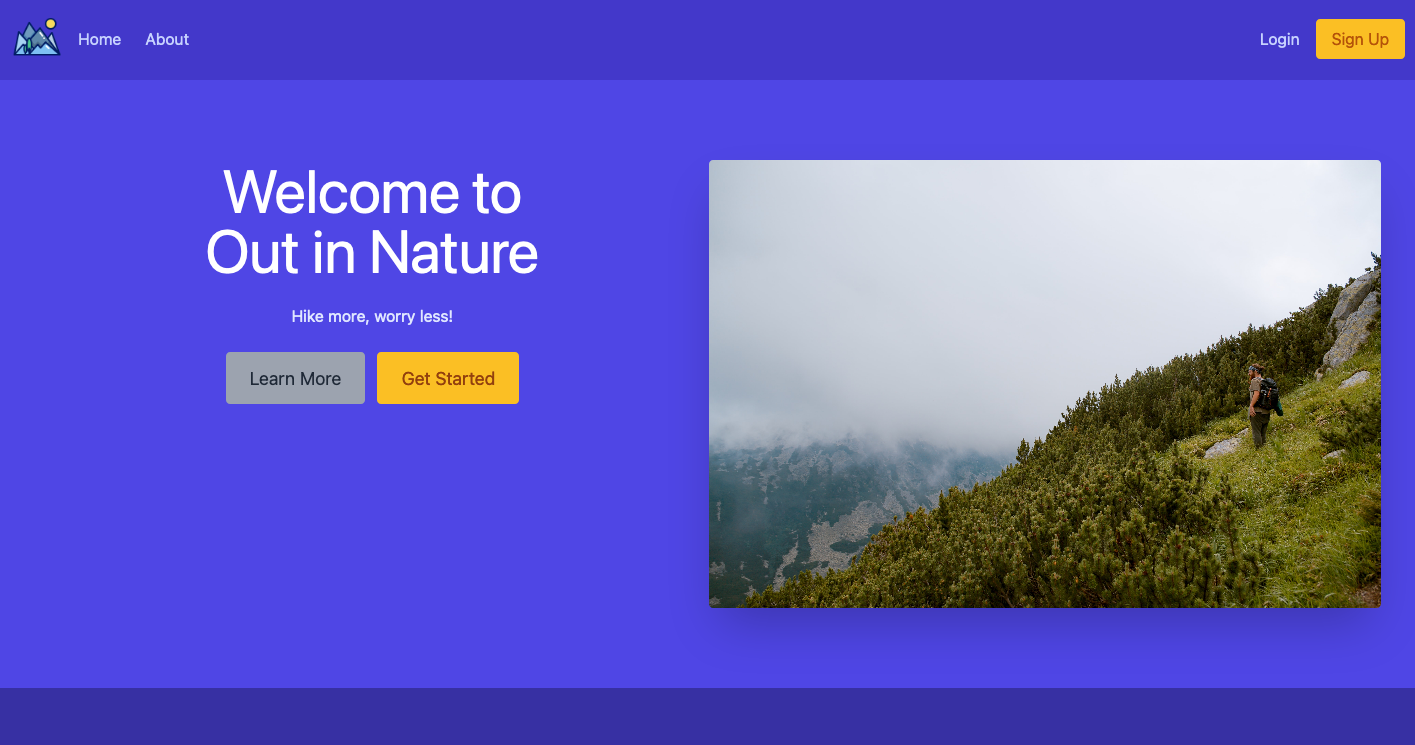 Home
About
Login
Sign Up
Welcome to
Out in Nature
Hike more, worry less!
Learn More
Get Started